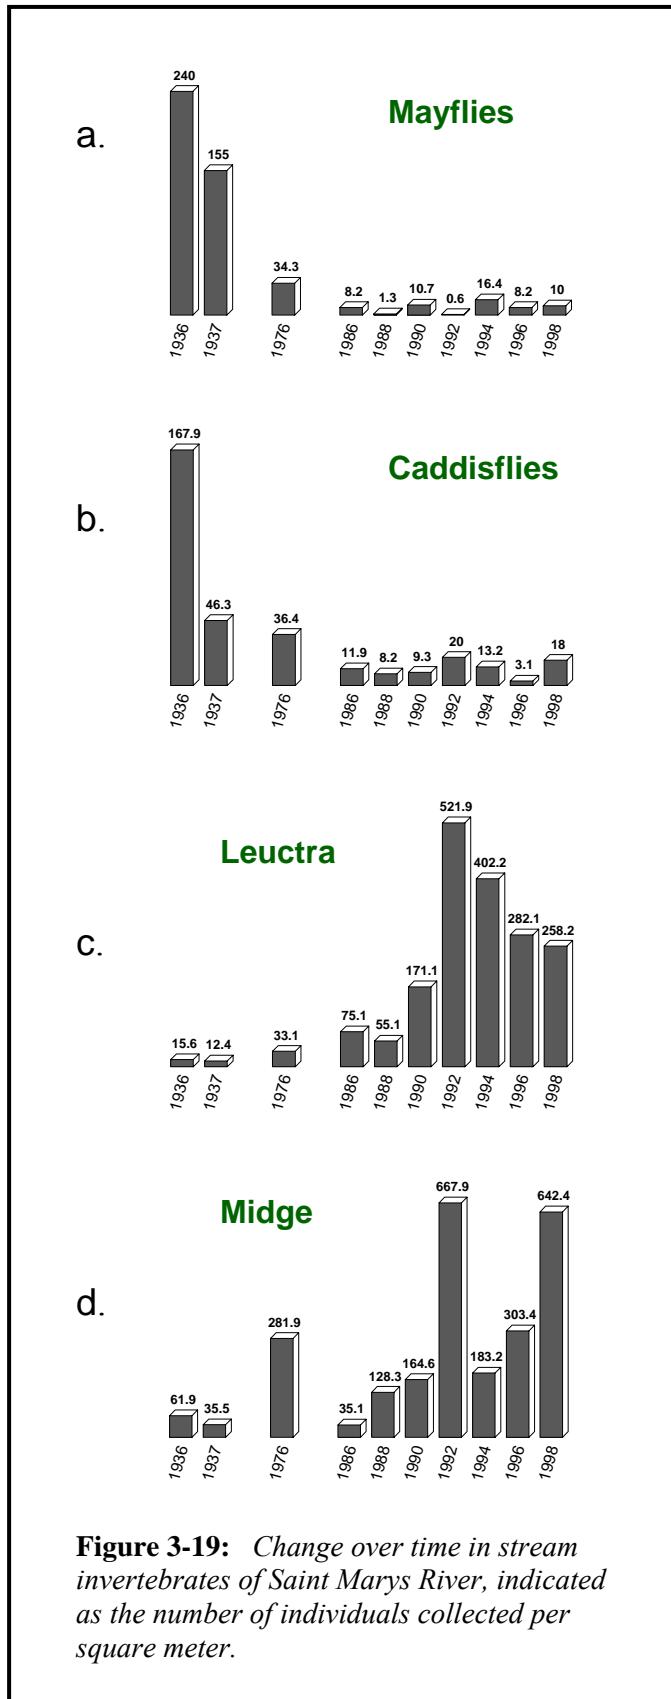 240
Mayflies
a.
155
34.3
8.2 1.3 10.7 0.6 16.4 8.2 10
1936 1937 1976 1986 1988 1990 1992 1994 1996 1998
167.9
Caddisflies
b.
46.3
36.4
11.9 8.2 9.3 20 13.2 3.1 18
1936 1937 1976 1986 1988 1990 1992 1994 1996 1998
521.9
Leuctra
402.2
c.
282.1
258.2
171.1
75.1
55.1
15.6 12.4 33.1
1936 1937 1976 1986 1988 1990 1992 1994 1996 1998
667.9
642.4
Midge
d.
281.9
303.4
183.2
164.6
128.3
61.9
35.5
35.1
1936 1937 1976 1986 1988 1990 1992 1994 1996 1998
Figure 3-19: Change over time in stream
invertebrates of Saint Marys River, indicated
as the number of individuals collected per
square meter.